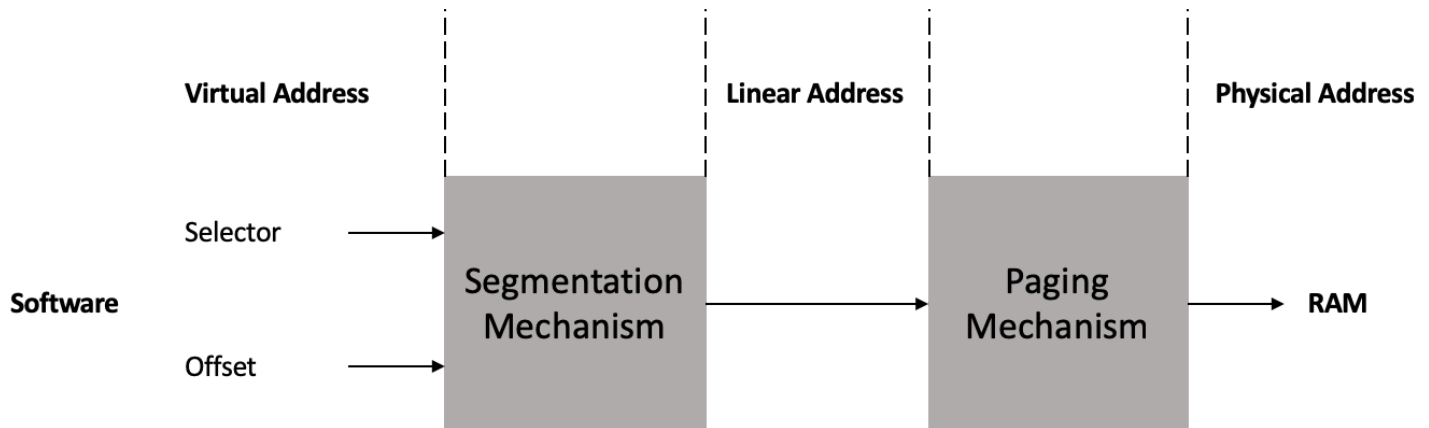 Virtual Address
Linear Address
Physical Address
Selector
Segmentation
Mechanism
Paging
Mechanism
Software
RAM
Offset